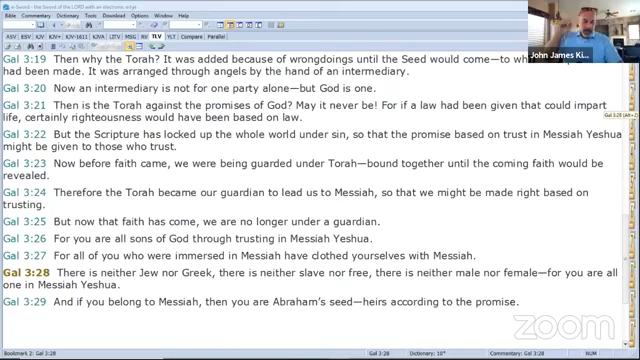 e-Sword - the Sword of the LORD with an electronic edge
Bible Commentary Dictionary Tools Options Download Window Help
ASV ESV KJV KJV+ KJV-1611 KJVA LITV MSG RV TLV YLT Compare Parallel
Gal 3:19 Then why the Torah? It was added because of wrongdoings until the Seed would come—to wh
had been made. It was arranged through angels by the hand of an intermediary.
Gal 3:20 Now an intermediary is not for one party alone—but God is one.
Gal 3:21 Then is the Torah against the promises of God? May it never be! For if a law had been given that could impart
life, certainly righteousness would have been based on law.
Gal 3:22 But the Scripture has locked up the whole world under sin, so that the promise based on trust in Messiah Yeshua
might be given to those who trust.
Gal 3:23 Now before faith came, we were being guarded under Torah—bound together until the coming faith would be
revealed.
Gal 3:24 Therefore the Torah became our guardian to lead us to Messiah, so that we might be made right based on
trusting.
Gal 3:25 But now that faith has come, we are no longer under a guardian.
Gal 3:26 For you are all sons of God through trusting in Messiah Yeshua.
Gal 3:27 For all of you who were immersed in Messiah have clothed yourselves with Messiah.
Gal 3:28 There is neither Jew nor Greek, there is neither slave nor free, there is neither male nor female—for you are all
one in Messiah Yeshua.
Gal 3:29 And if you belong to Messiah, then you are Abraham's seed—heirs according to the promise.
John James Ki...
Gal 3:28 (Alt+Z)
zoom
Bookmark 2: Gal 3:28 Gal 3:28 Dictionary: 10" Commentary: Gal 3:28 NUM